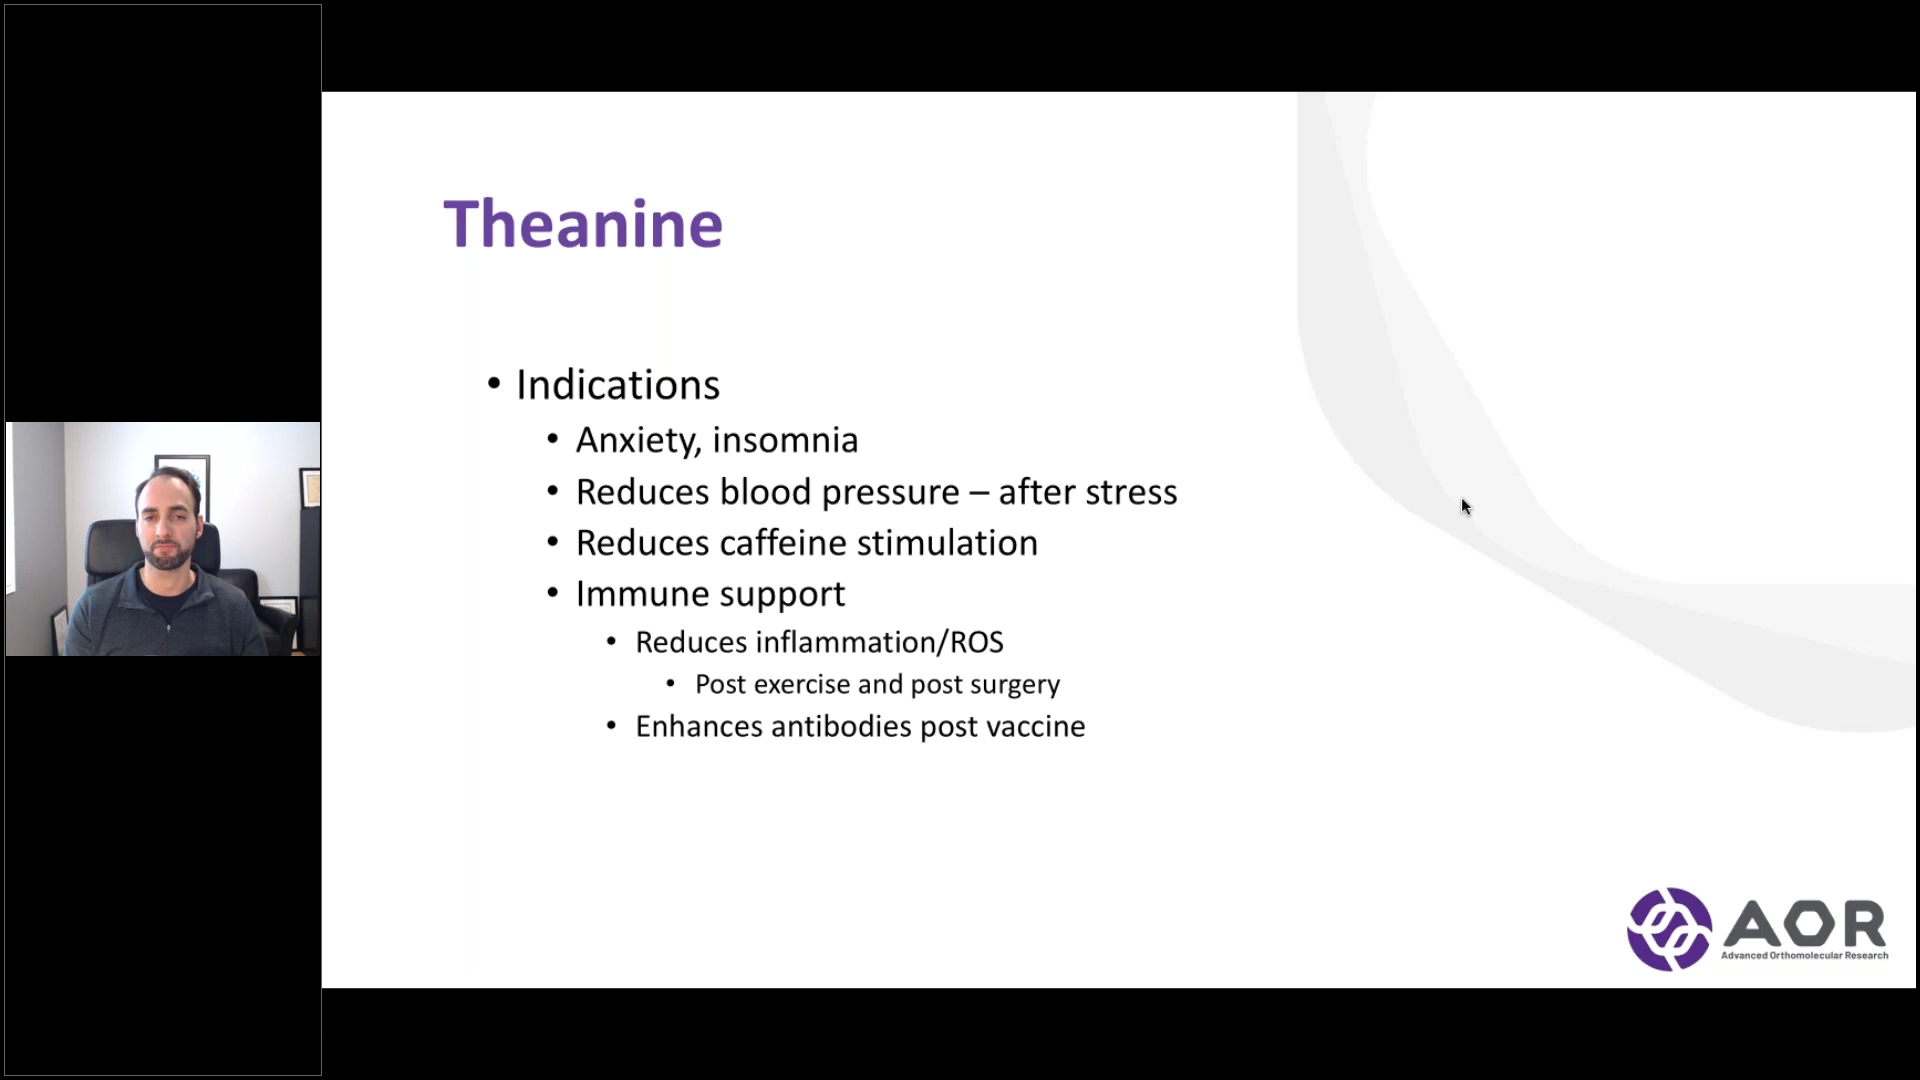 Theanine
• Indications
• Anxiety, insomnia
• Reduces blood pressure – after stress
• Reduces caffeine stimulation
• Immune support
• Reduces inflammation/ROS
• Post exercise and post surgery
• Enhances antibodies post vaccine
AOR
Advanced Orthomolecular Research